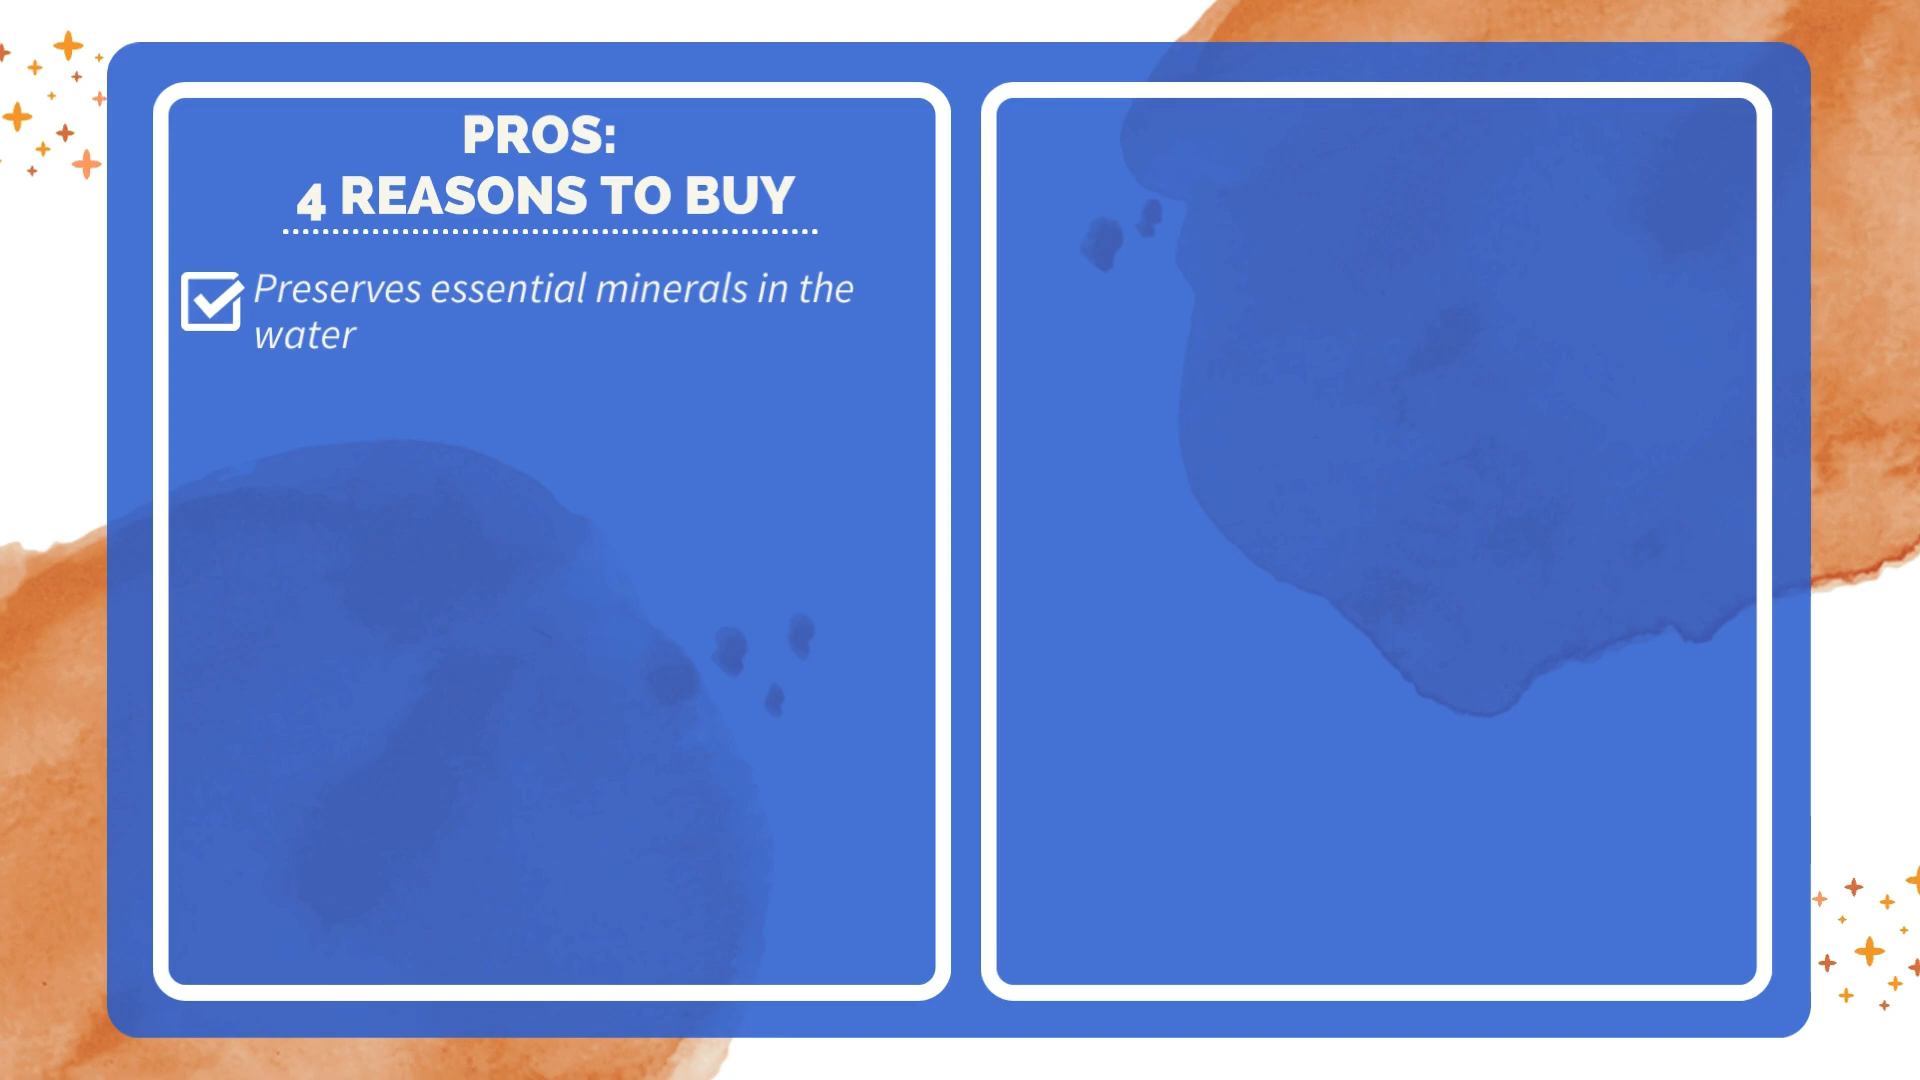 PROS:
4 REASONS TO BUY
Preserves essential minerals in the
water